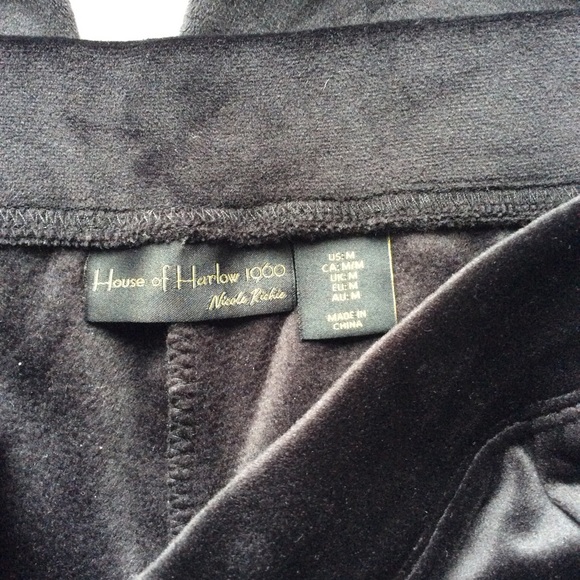 House of Harlow 1960
Nicole Richie
US: M
CA: M/M
UK: M
EU: M
AU: M
MADE IN
CHINA